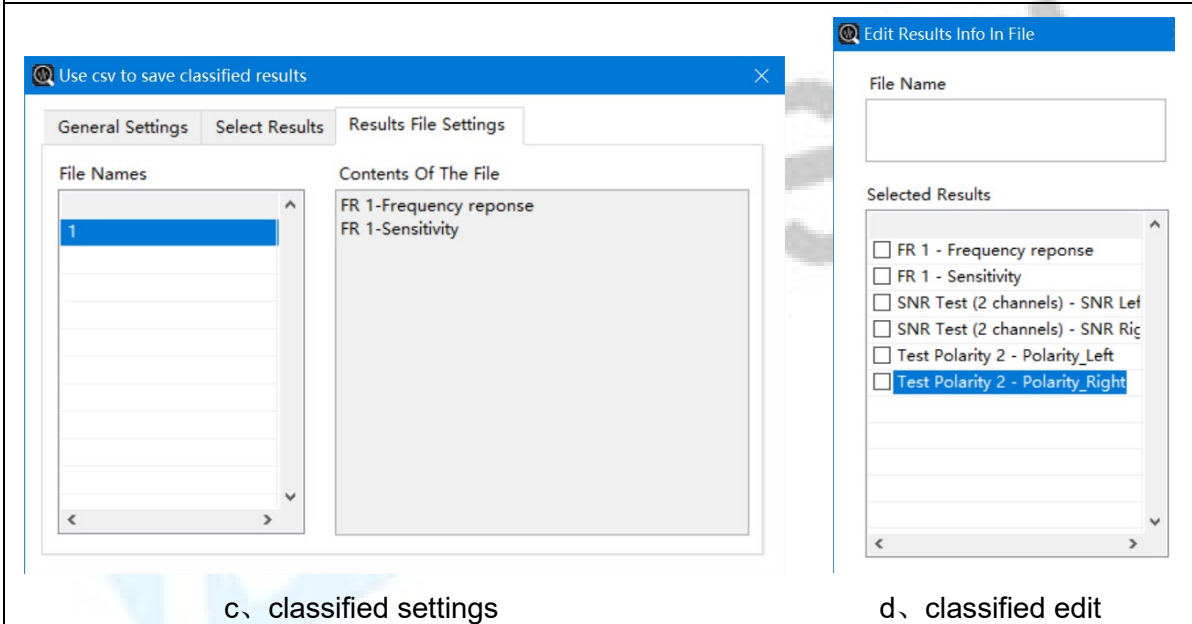 Use csv to save classified results
General Settings
Select Results
Results File Settings
File Names
1
Contents Of The File
FR 1-Frequency reponse
FR 1-Sensitivity
Edit Results Info In File
File Name
Selected Results
FR 1 - Frequency reponse
FR 1 - Sensitivity
SNR Test (2 channels) - SNR Lef
SNR Test (2 channels) - SNR Rig
Test Polarity 2 - Polarity_Left
Test Polarity 2 - Polarity_Right
c、classified settings
d、classified edit